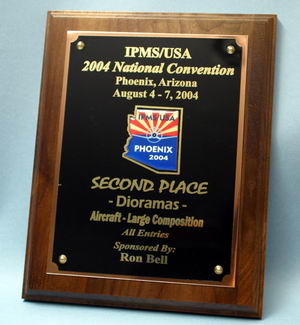 IPMS/USA
2004 National Convention
Phoenix, Arizona
August 4 - 7, 2004
IPMS/USA
PHOENIX
2004
SECOND PLACE
- Dioramas -
Aircraft - Large Composition
All Entries
Sponsored By:
Ron Bell